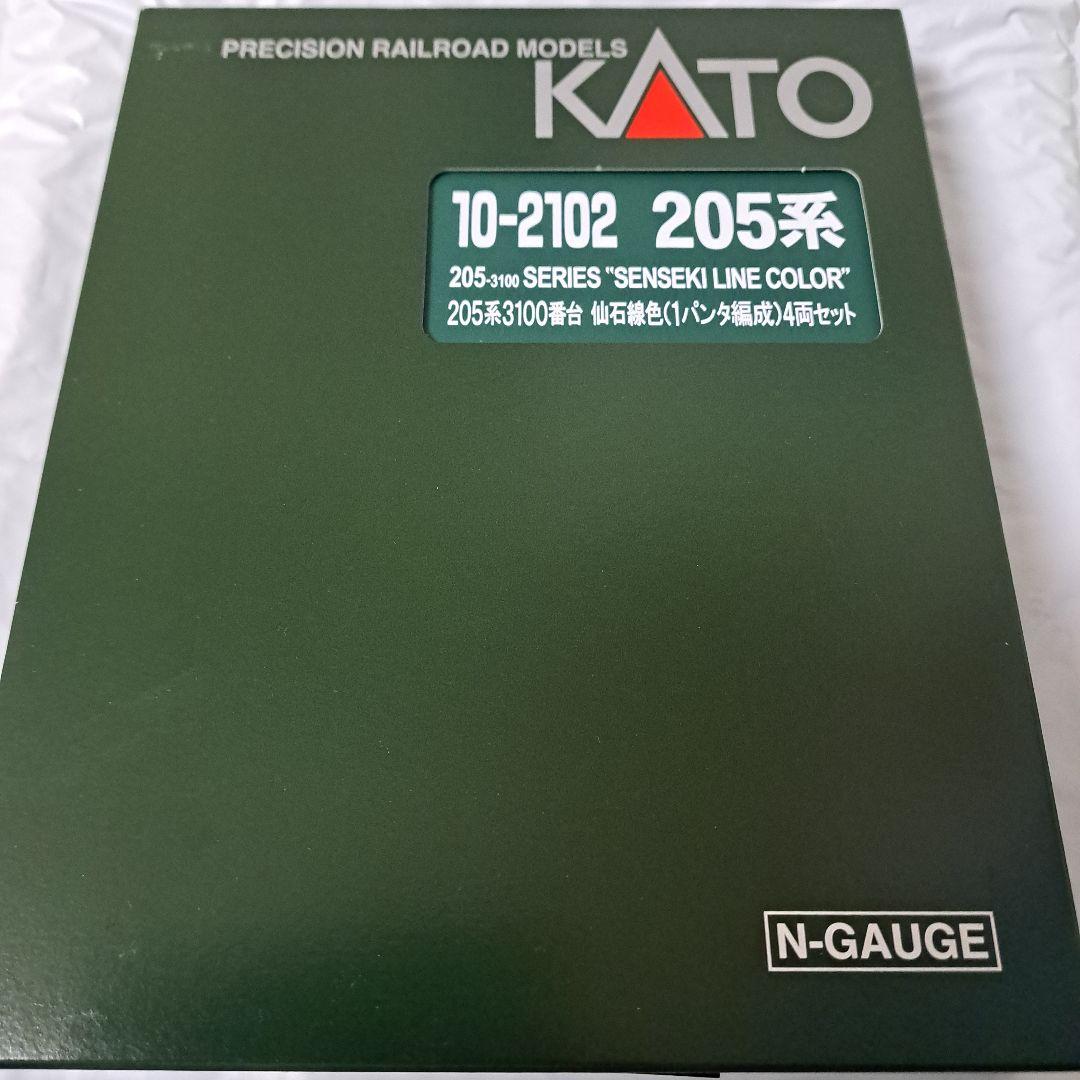 PRECISION RAILROAD MODELS
KATO
10-2102 205系
205-3100 SERIES "SENSEKI LINE COLOR"
205系3100番台 仙石線色(1パンタ編成)4両セット
N-GAUGE